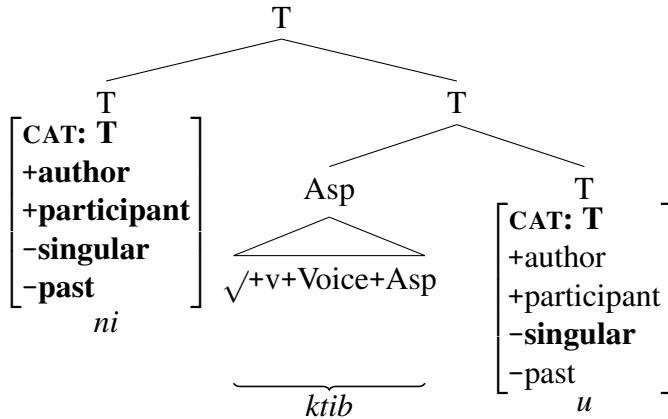 T
T T
CAT: T
+author
+participant
−singular
−past
ni
Asp
√+v+Voice+Asp
ktib
T
CAT: T
+author
+participant
−singular
−past
u